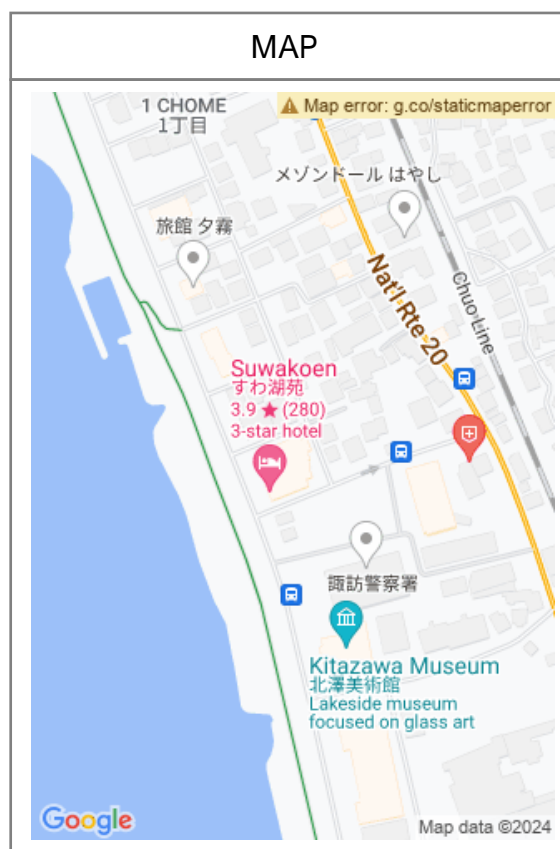 MAP
1 CHOME
1丁目
Map error: g.co/staticmaperror
メゾンドール はやし
旅館 夕霧
Nat'l Rte 20
Chuo Line
Suwakoen
すわ湖苑
3.9 ★ (280)
3-star hotel
諏訪警察署
Kitazawa Museum
北澤美術館
Lakeside museum
focused on glass art
Google
Map data ©2024